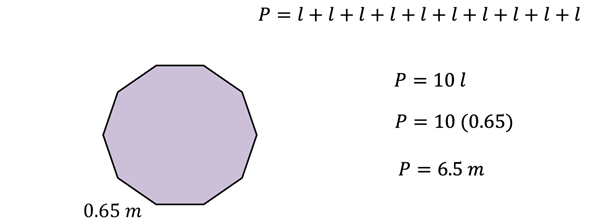 P = l + l + l + l + l + l + l + l + l + l
P = 10 l
P = 10 (0.65)
P = 6.5 m
0.65 m